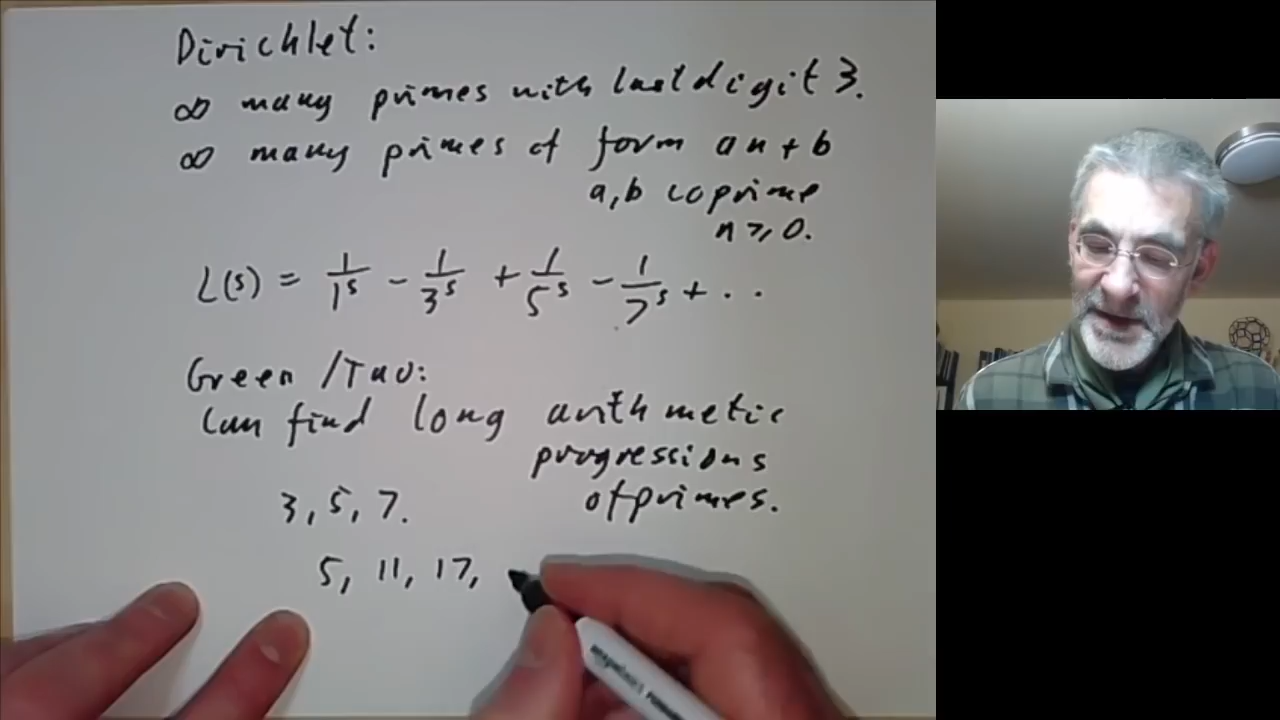 Dirichlet:
∞ many primes with last digit 3.
∞ many primes of form an + b
a, b coprime
n ≥ 0.
L(s) = 1/1^s - 1/3^s + 1/5^s - 1/7^s + . .
Green / Tao:
Can find long arithmetic
progressions
of primes.
3, 5, 7.
5, 11, 17,